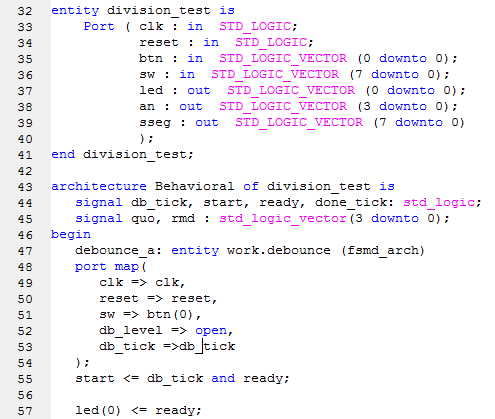 32 entity division_test is
33     Port ( clk : in  STD_LOGIC;
34            reset : in  STD_LOGIC;
35            btn : in  STD_LOGIC_VECTOR (0 downto 0);
36            sw : in  STD_LOGIC_VECTOR (7 downto 0);
37            led : out  STD_LOGIC_VECTOR (0 downto 0);
38            an : out  STD_LOGIC_VECTOR (3 downto 0);
39            sseg : out  STD_LOGIC_VECTOR (7 downto 0)
40            );
41 end division_test;
42
43 architecture Behavioral of division_test is
44    signal db_tick, start, ready, done_tick: std_logic;
45    signal quo, rmd : std_logic_vector(3 downto 0);
46 begin
47    debounce_a: entity work.debounce (fsmd_arch)
48    port map(
49       clk => clk,
50       reset => reset,
51       sw => btn(0),
52       db_level => open,
53       db_tick =>db_tick
54    );
55    start <= db_tick and ready;
56
57    led(0) <= ready;